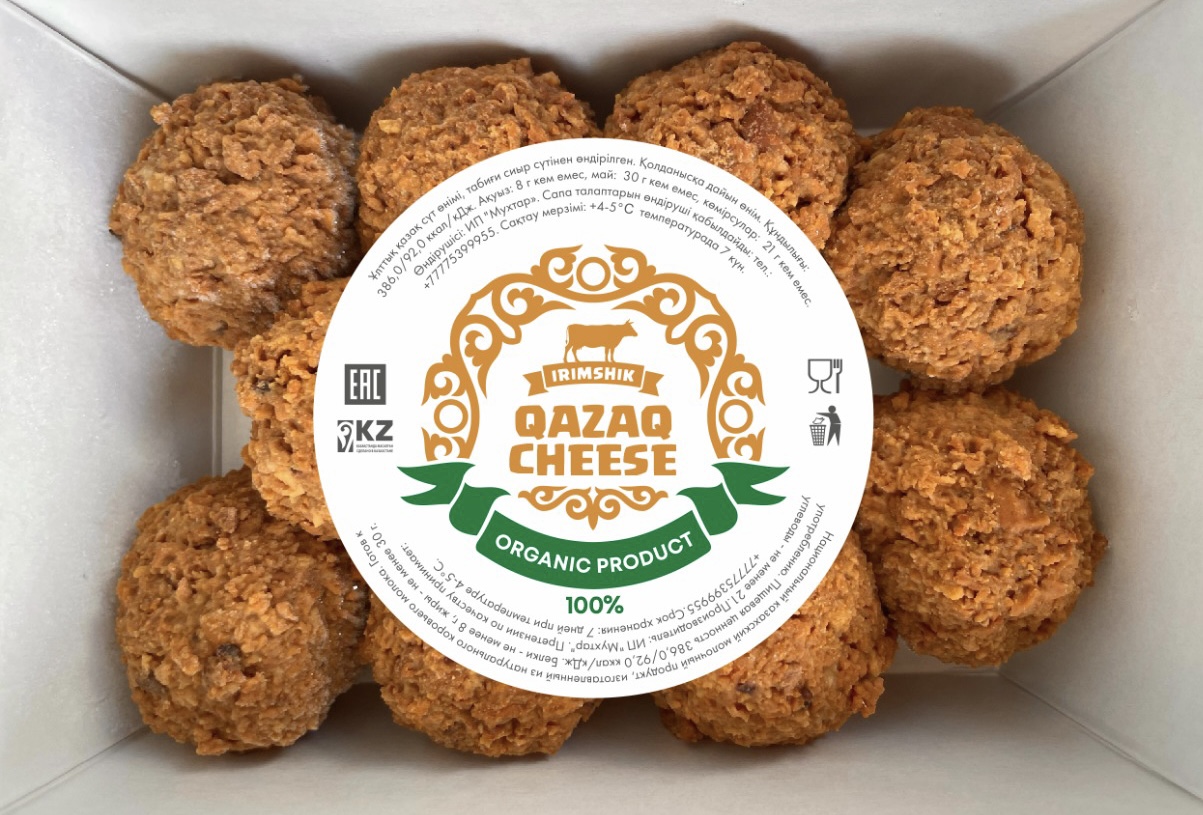 Ұлттық қазақ сүт өнімі, табиғи сиыр сүтінен өндірілген. Қолданысқа дайын өнім. Құндылығы:
386,0/92,0 ккал/кДж. Ақуыз: 8 г кем емес, май: 30 г кем емес, көмірсулар: 21 г кем емес.
Өндірушісі: ИП "Мухтар». Сапа талаптарын өндіруші қабылдайды: тел.:
+77775399955. Сақтау мерзімі: +4-5°С температурада 7 күн.
IRIMSHIK
QAZAQ
CHEESE
ORGANIC PRODUCT
100%
EAC
KZ
Национальный казахский молочный продукт, изготовленный из натурального коровьего молока. Готов к
употреблению. Пищевая ценность 386,0/92,0 ккал/кДж. Белки - не менее 8 г, жиры - не менее 30 г,
углеводы - не менее 21. Производитель: ИП "Мухтар". Претензии по качеству принимает:
+77775399955. Срок хранения: 7 дней при температуре 4-5°С.